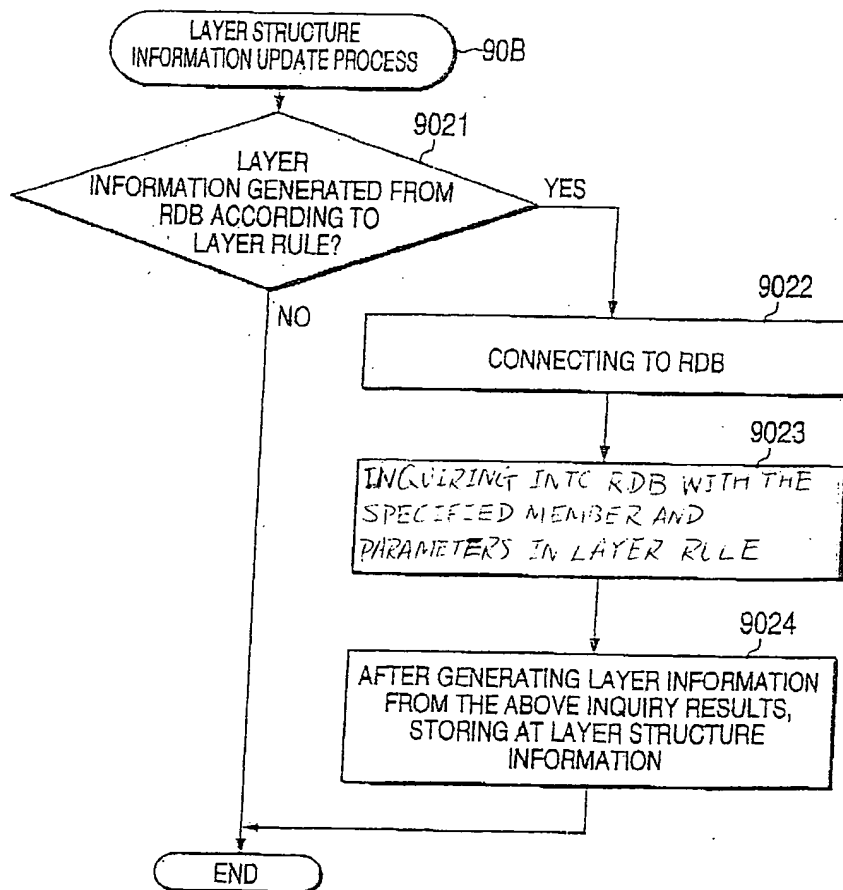 LAYER STRUCTURE
INFORMATION UPDATE PROCESS
90B
9021
LAYER
INFORMATION GENERATED FROM
RDB ACCORDING TO
LAYER RULE?
YES
NO
9022
CONNECTING TO RDB
9023
INQUIRING INTO RDB WITH THE
SPECIFIED MEMBER AND
PARAMETERS IN LAYER RULE
9024
AFTER GENERATING LAYER INFORMATION
FROM THE ABOVE INQUIRY RESULTS,
STORING AT LAYER STRUCTURE
INFORMATION
END